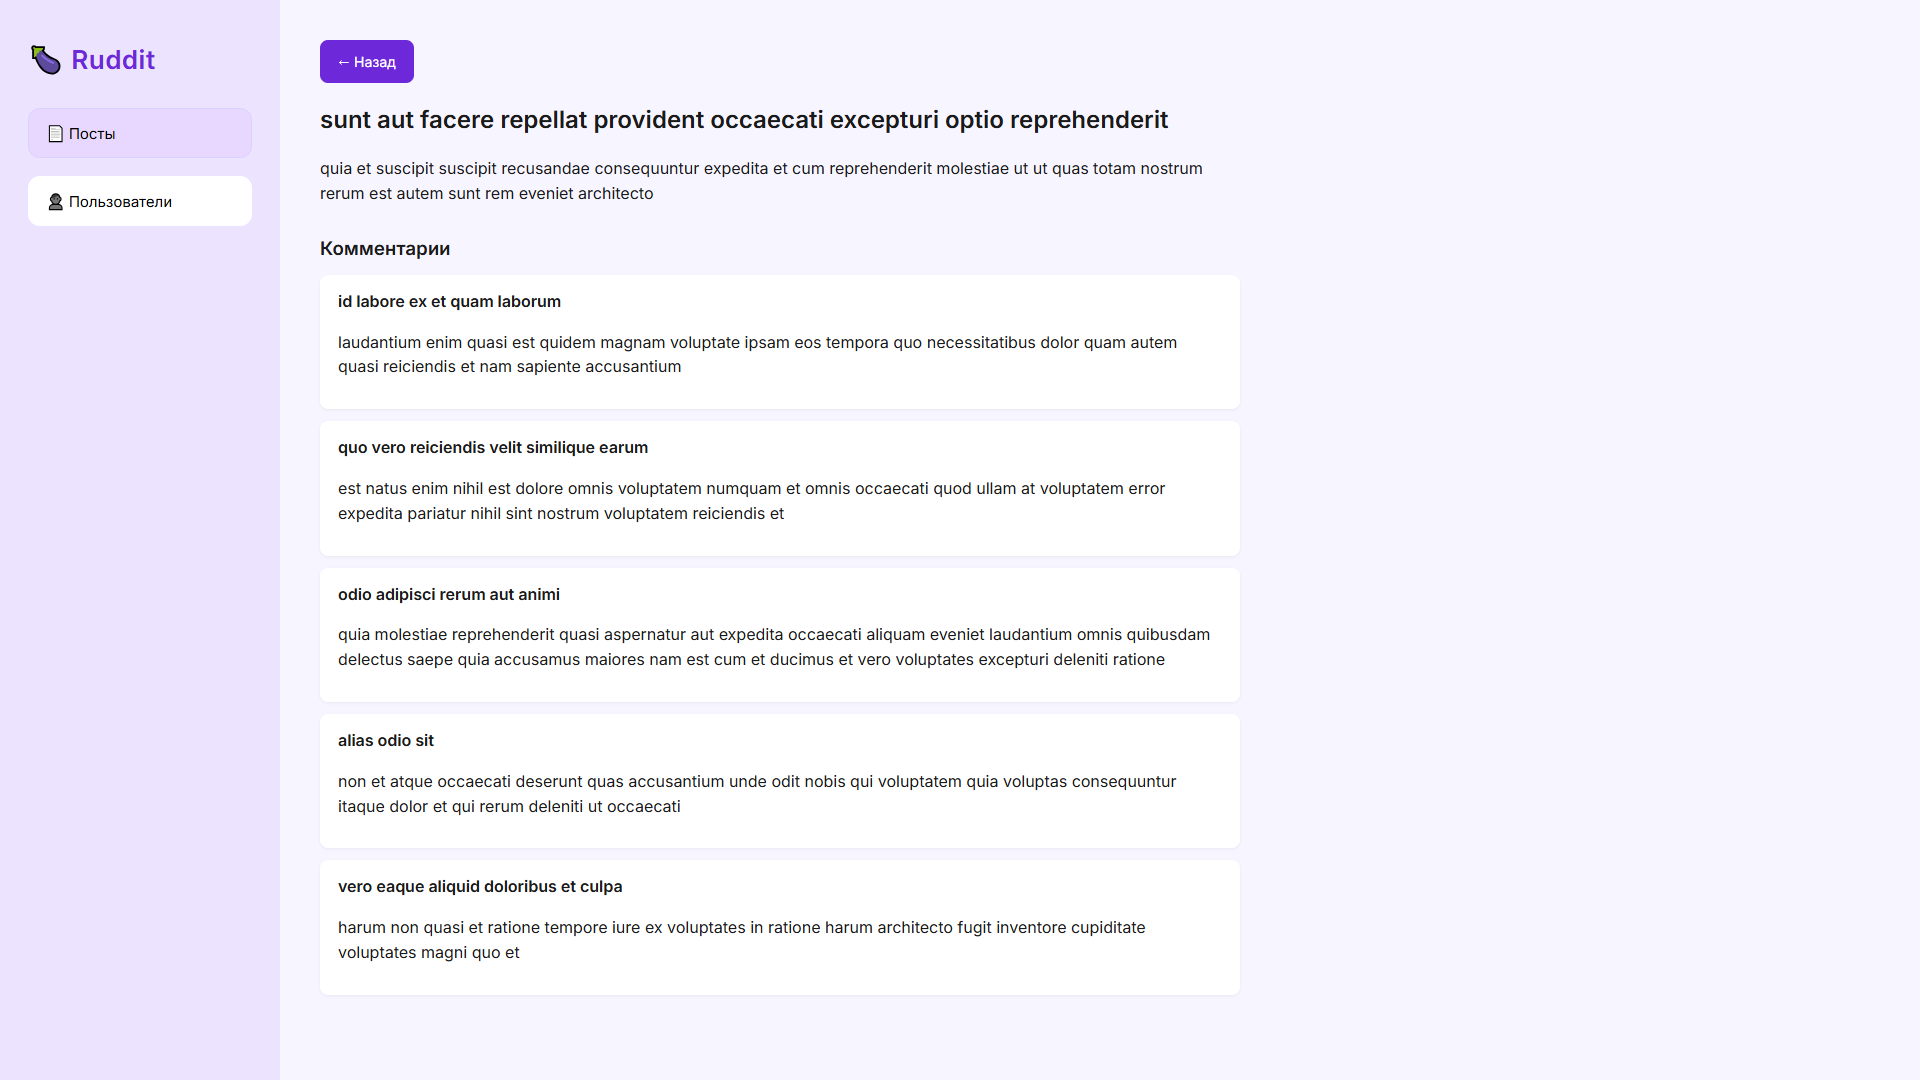 Ruddit
Посты
Пользователи
← Назад
sunt aut facere repellat provident occaecati excepturi optio reprehenderit
quia et suscipit suscipit recusandae consequuntur expedita et cum reprehenderit molestiae ut ut quas totam nostrum
rerum est autem sunt rem eveniet architecto
Комментарии
id labore ex et quam laborum
laudantium enim quasi est quidem magnam voluptate ipsam eos tempora quo necessitatibus dolor quam autem
quasi reiciendis et nam sapiente accusantium
quo vero reiciendis velit similique earum
est natus enim nihil est dolore omnis voluptatem numquam et omnis occaecati quod ullam at voluptatem error
expedita pariatur nihil sint nostrum voluptatem reiciendis et
odio adipisci rerum aut animi
quia molestiae reprehenderit quasi aspernatur aut expedita occaecati aliquam eveniet laudantium omnis quibusdam
delectus saepe quia accusamus maiores nam est cum et ducimus et vero voluptates excepturi deleniti ratione
alias odio sit
non et atque occaecati deserunt quas accusantium unde odit nobis qui voluptatem quia voluptas consequuntur
itaque dolor et qui rerum deleniti ut occaecati
vero eaque aliquid doloribus et culpa
harum non quasi et ratione tempore iure ex voluptates in ratione harum architecto fugit inventore cupiditate
voluptates magni quo et